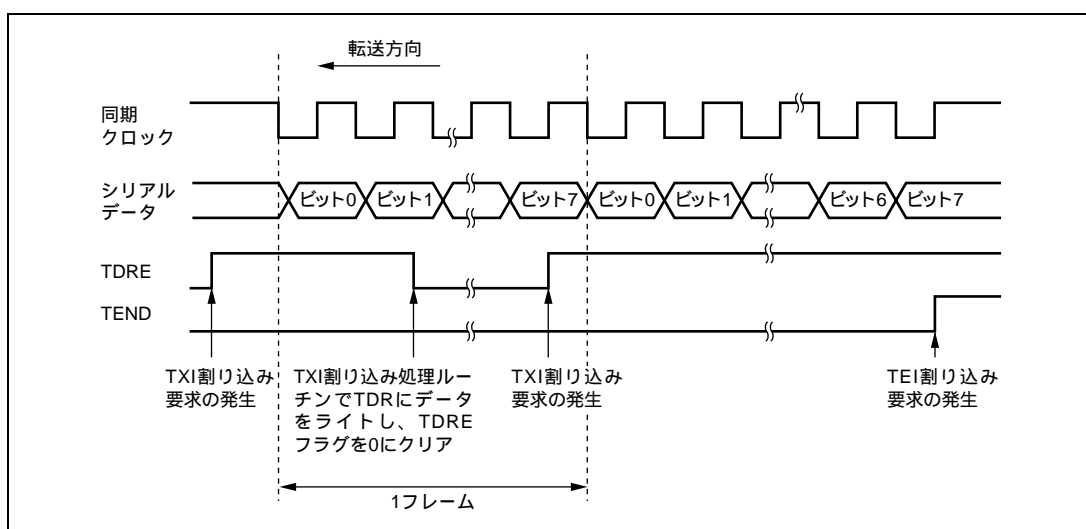 転送方向
同期
クロック
シリアル
データ
ビット0
ビット1
ビット7
ビット0
ビット1
ビット6
ビット7
TDRE
TEND
TXI割り込み
要求の発生
TXI割り込み処理ルー
チンでTDRにデータ
をライトし、TDRE
フラグを0にクリア
TXI割り込み
要求の発生
TEI割り込み
要求の発生
1フレーム